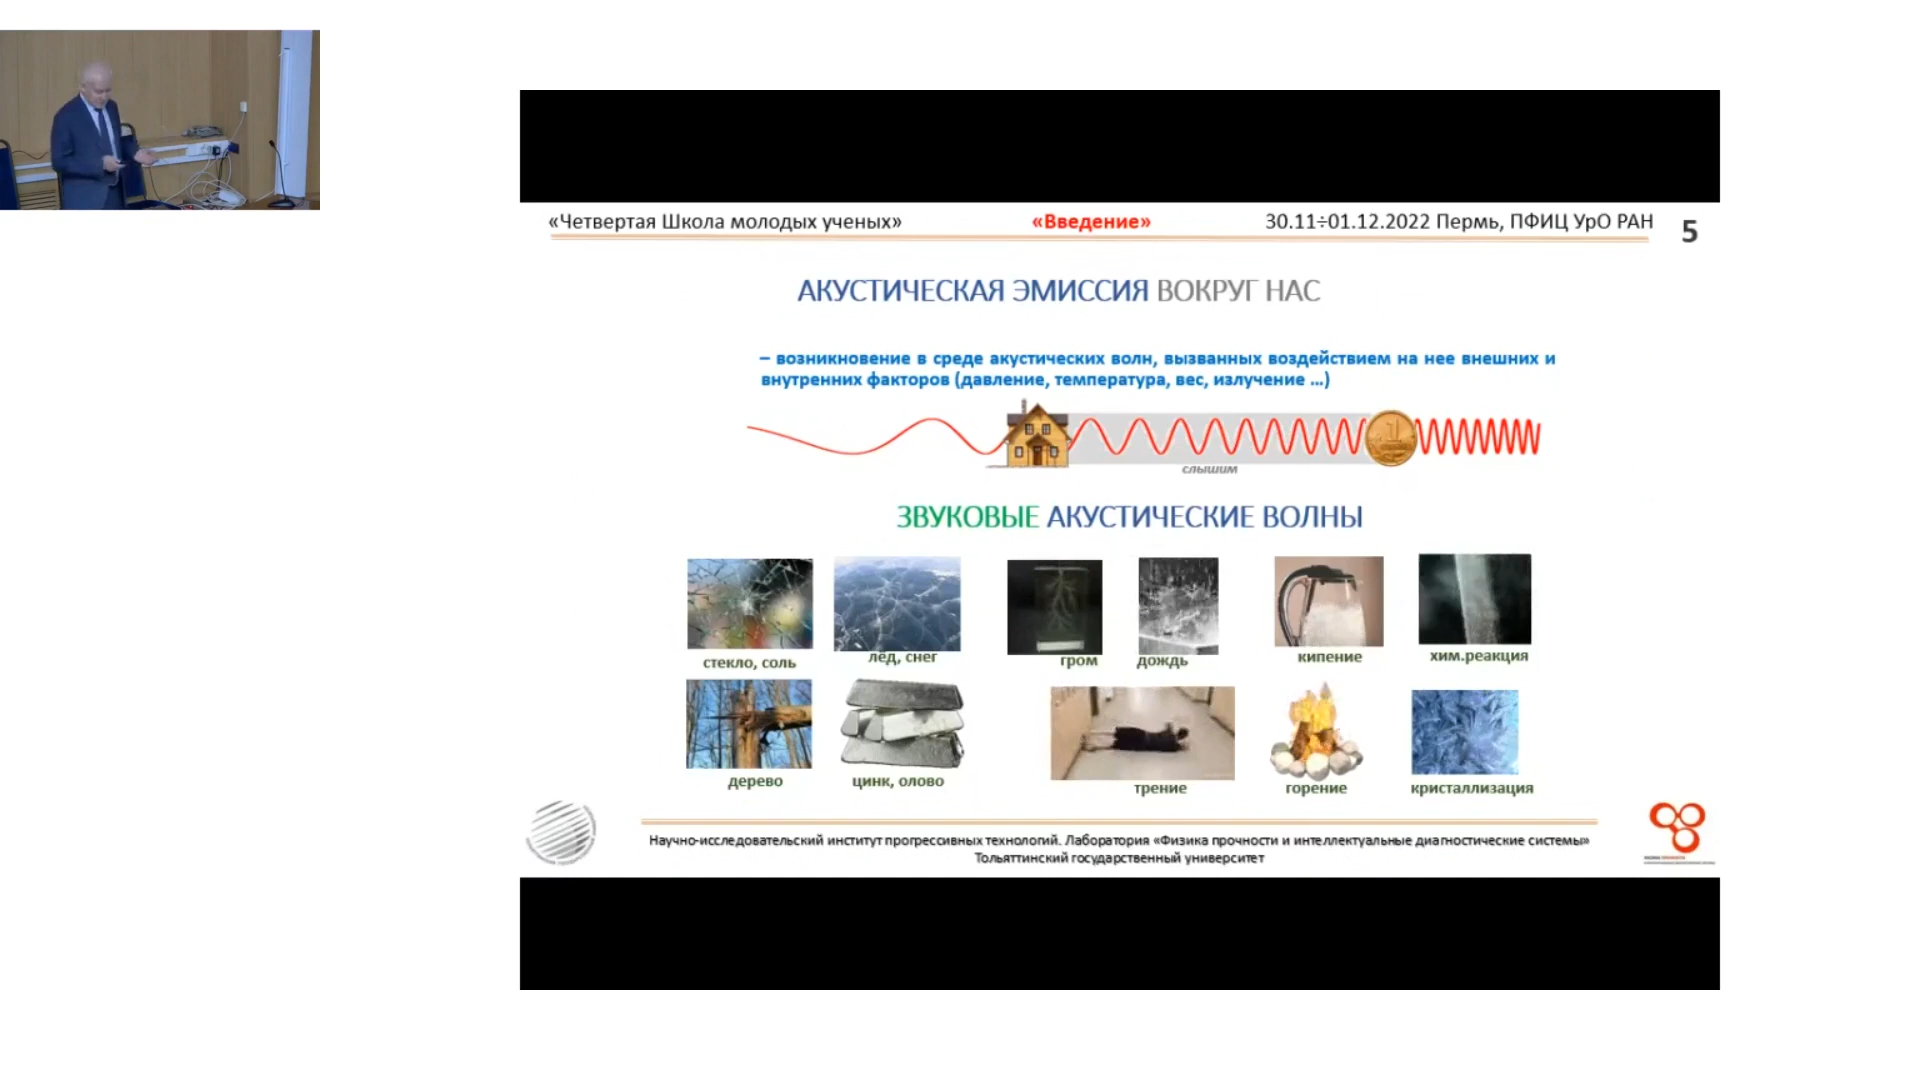 «Четвертая Школа молодых ученых» «Введение» 30.11÷01.12.2022 Пермь, ПФИЦ УрО РАН 5
АКУСТИЧЕСКАЯ ЭМИССИЯ ВОКРУГ НАС
– возникновение в среде акустических волн, вызванных воздействием на нее внешних и
внутренних факторов (давление, температура, вес, излучение ...)
1
слышим
ЗВУКОВЫЕ АКУСТИЧЕСКИЕ ВОЛНЫ
стекло, соль
лёд, снег
гром
дождь
кипение
хим.реакция
дерево
цинк, олово
трение
горение
кристаллизация
Научно-исследовательский институт прогрессивных технологий. Лаборатория «Физика прочности и интеллектуальные диагностические системы»
Тольяттинский государственный университет